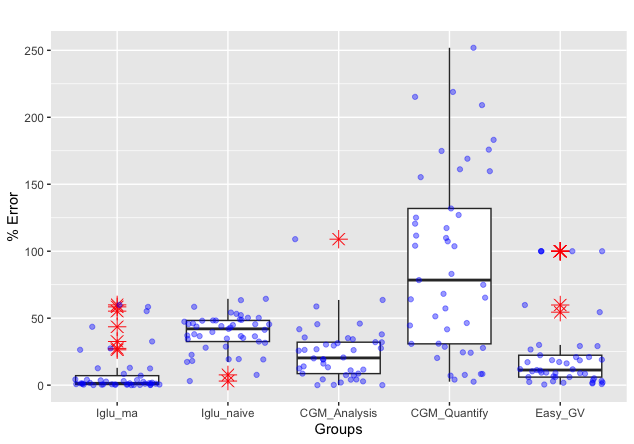 250
200
150
100
50
0
% Error
Iglu_ma Iglu_naive CGM_Analysis CGM_Quantify Easy_GV
Groups